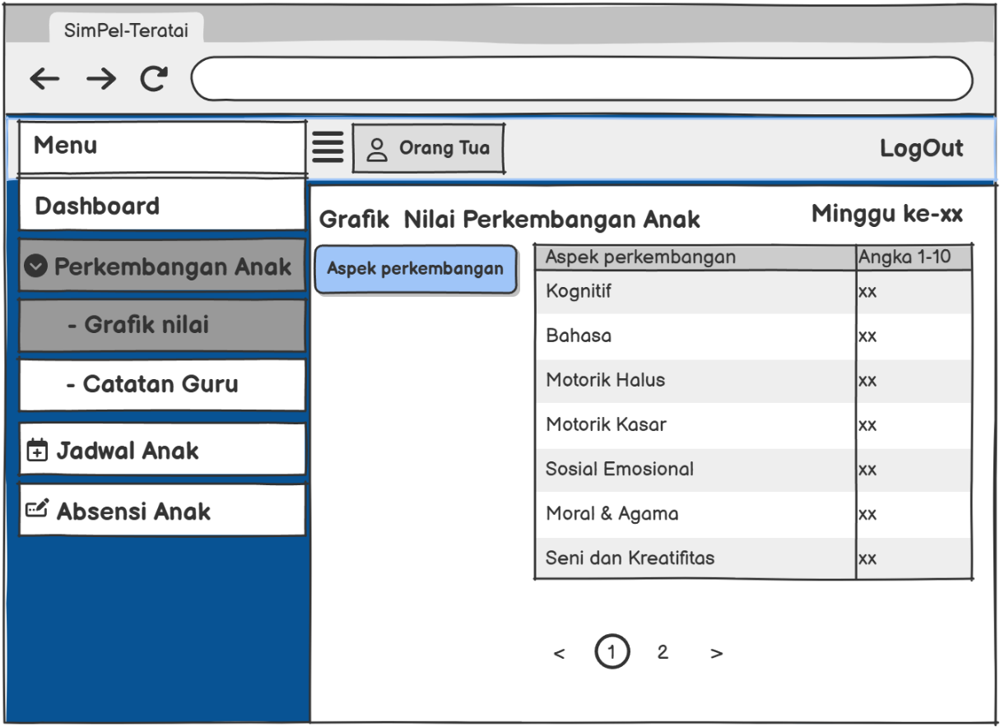 SimPel-Teratai
Menu
Orang Tua
LogOut
Dashboard
Perkembangan Anak
- Grafik nilai
- Catatan Guru
Jadwal Anak
Absensi Anak
Grafik Nilai Perkembangan Anak
Minggu ke-xx
Aspek perkembangan
Aspek perkembangan Angka 1-10
Kognitif xx
Bahasa xx
Motorik Halus xx
Motorik Kasar xx
Sosial Emosional xx
Moral & Agama xx
Seni dan Kreatifitas xx
< 1 2 >